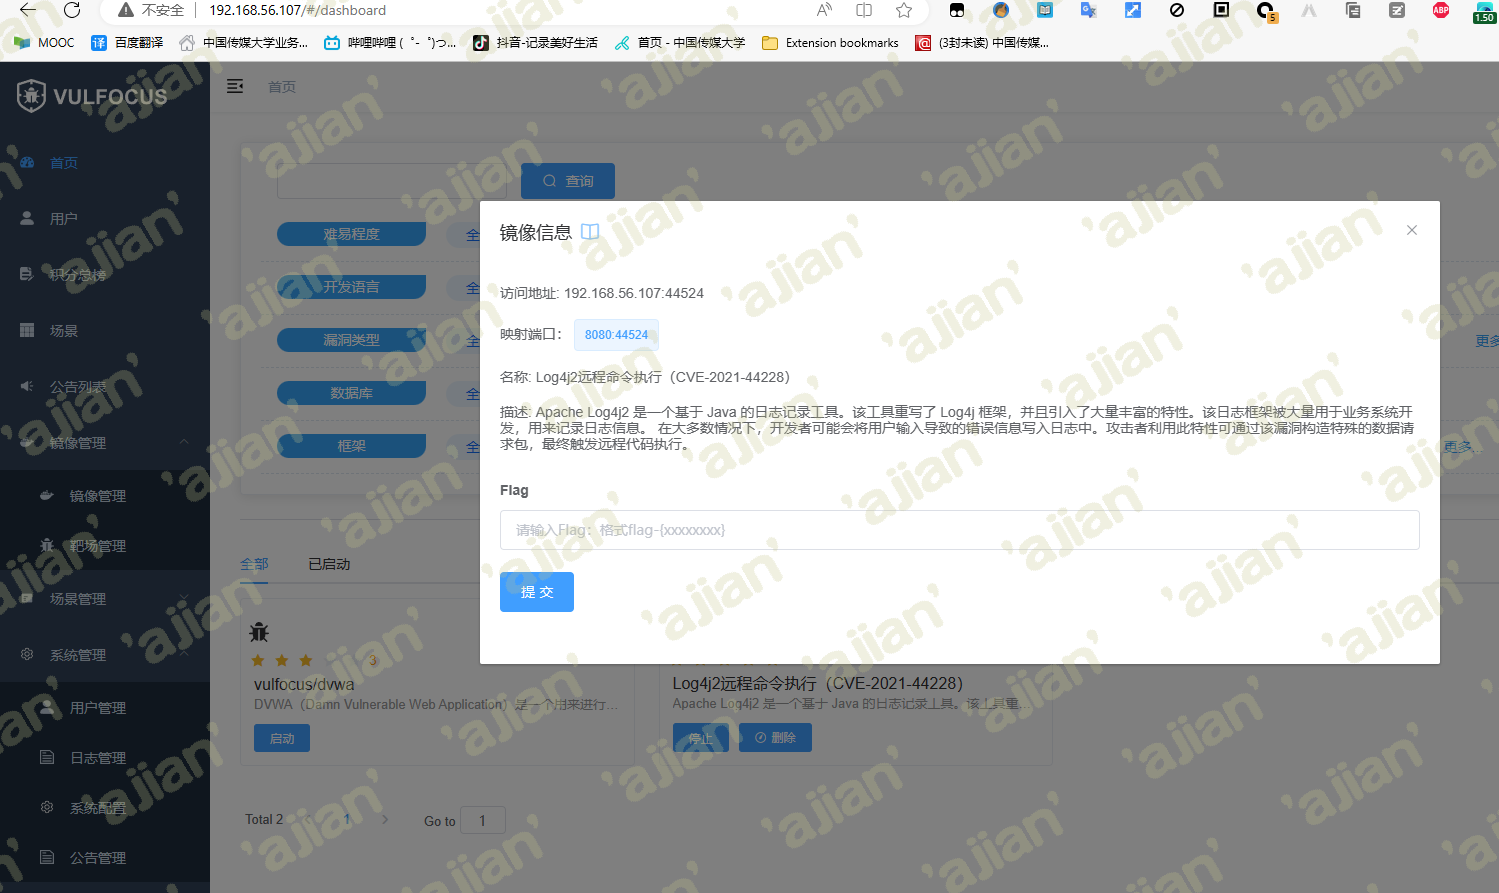 不安全 192.168.56.107/#/dashboard
5
ABP
1.50
MOOC
译 百度翻译
中国传媒大学业务...
哔哩哔哩 ( ゜- ゜)つ...
抖音-记录美好生活
首页 - 中国传媒大学
Extension bookmarks
(3封未读) 中国传媒...
VULFOCUS
首页
首页
用户
积分总榜
场景
公告列表
镜像管理
镜像管理
靶场管理
场景管理
系统管理
用户管理
日志管理
系统配置
公告管理
查询
难易程度 全
开发语言 全
漏洞类型 全
更多
数据库 全
框架 全
更多...
镜像信息
访问地址: 192.168.56.107:44524
映射端口: 8080:44524
名称: Log4j2远程命令执行（CVE-2021-44228）
描述: Apache Log4j2 是一个基于 Java 的日志记录工具。该工具重写了 Log4j 框架，并且引入了大量丰富的特性。该日志框架被大量用于业务系统开
发，用来记录日志信息。 在大多数情况下，开发者可能会将用户输入导致的错误信息写入日志中。攻击者利用此特性可通过该漏洞构造特殊的数据请
求包，最终触发远程代码执行。
Flag
请输入Flag：格式flag-{xxxxxxxx}
提 交
全部 已启动
3
vulfocus/dvwa
DVWA（Damn Vulnerable Web Application）是一个用来进行...
启动
Log4j2远程命令执行（CVE-2021-44228）
Apache Log4j2 是一个基于 Java 的日志记录工具。该工具重...
停止 删除
Total 2 1 Go to 1
'ajian'